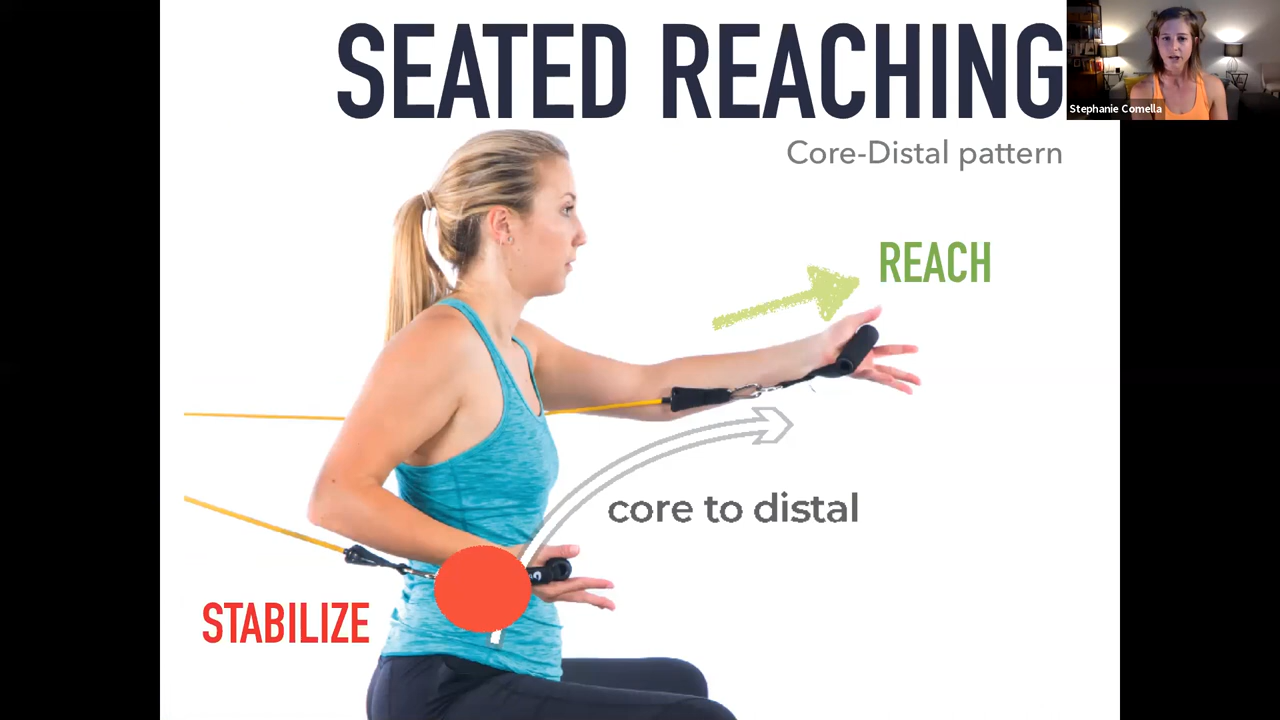 SEATED REACHING
Stephanie Comella
Core-Distal pattern
REACH
core to distal
STABILIZE